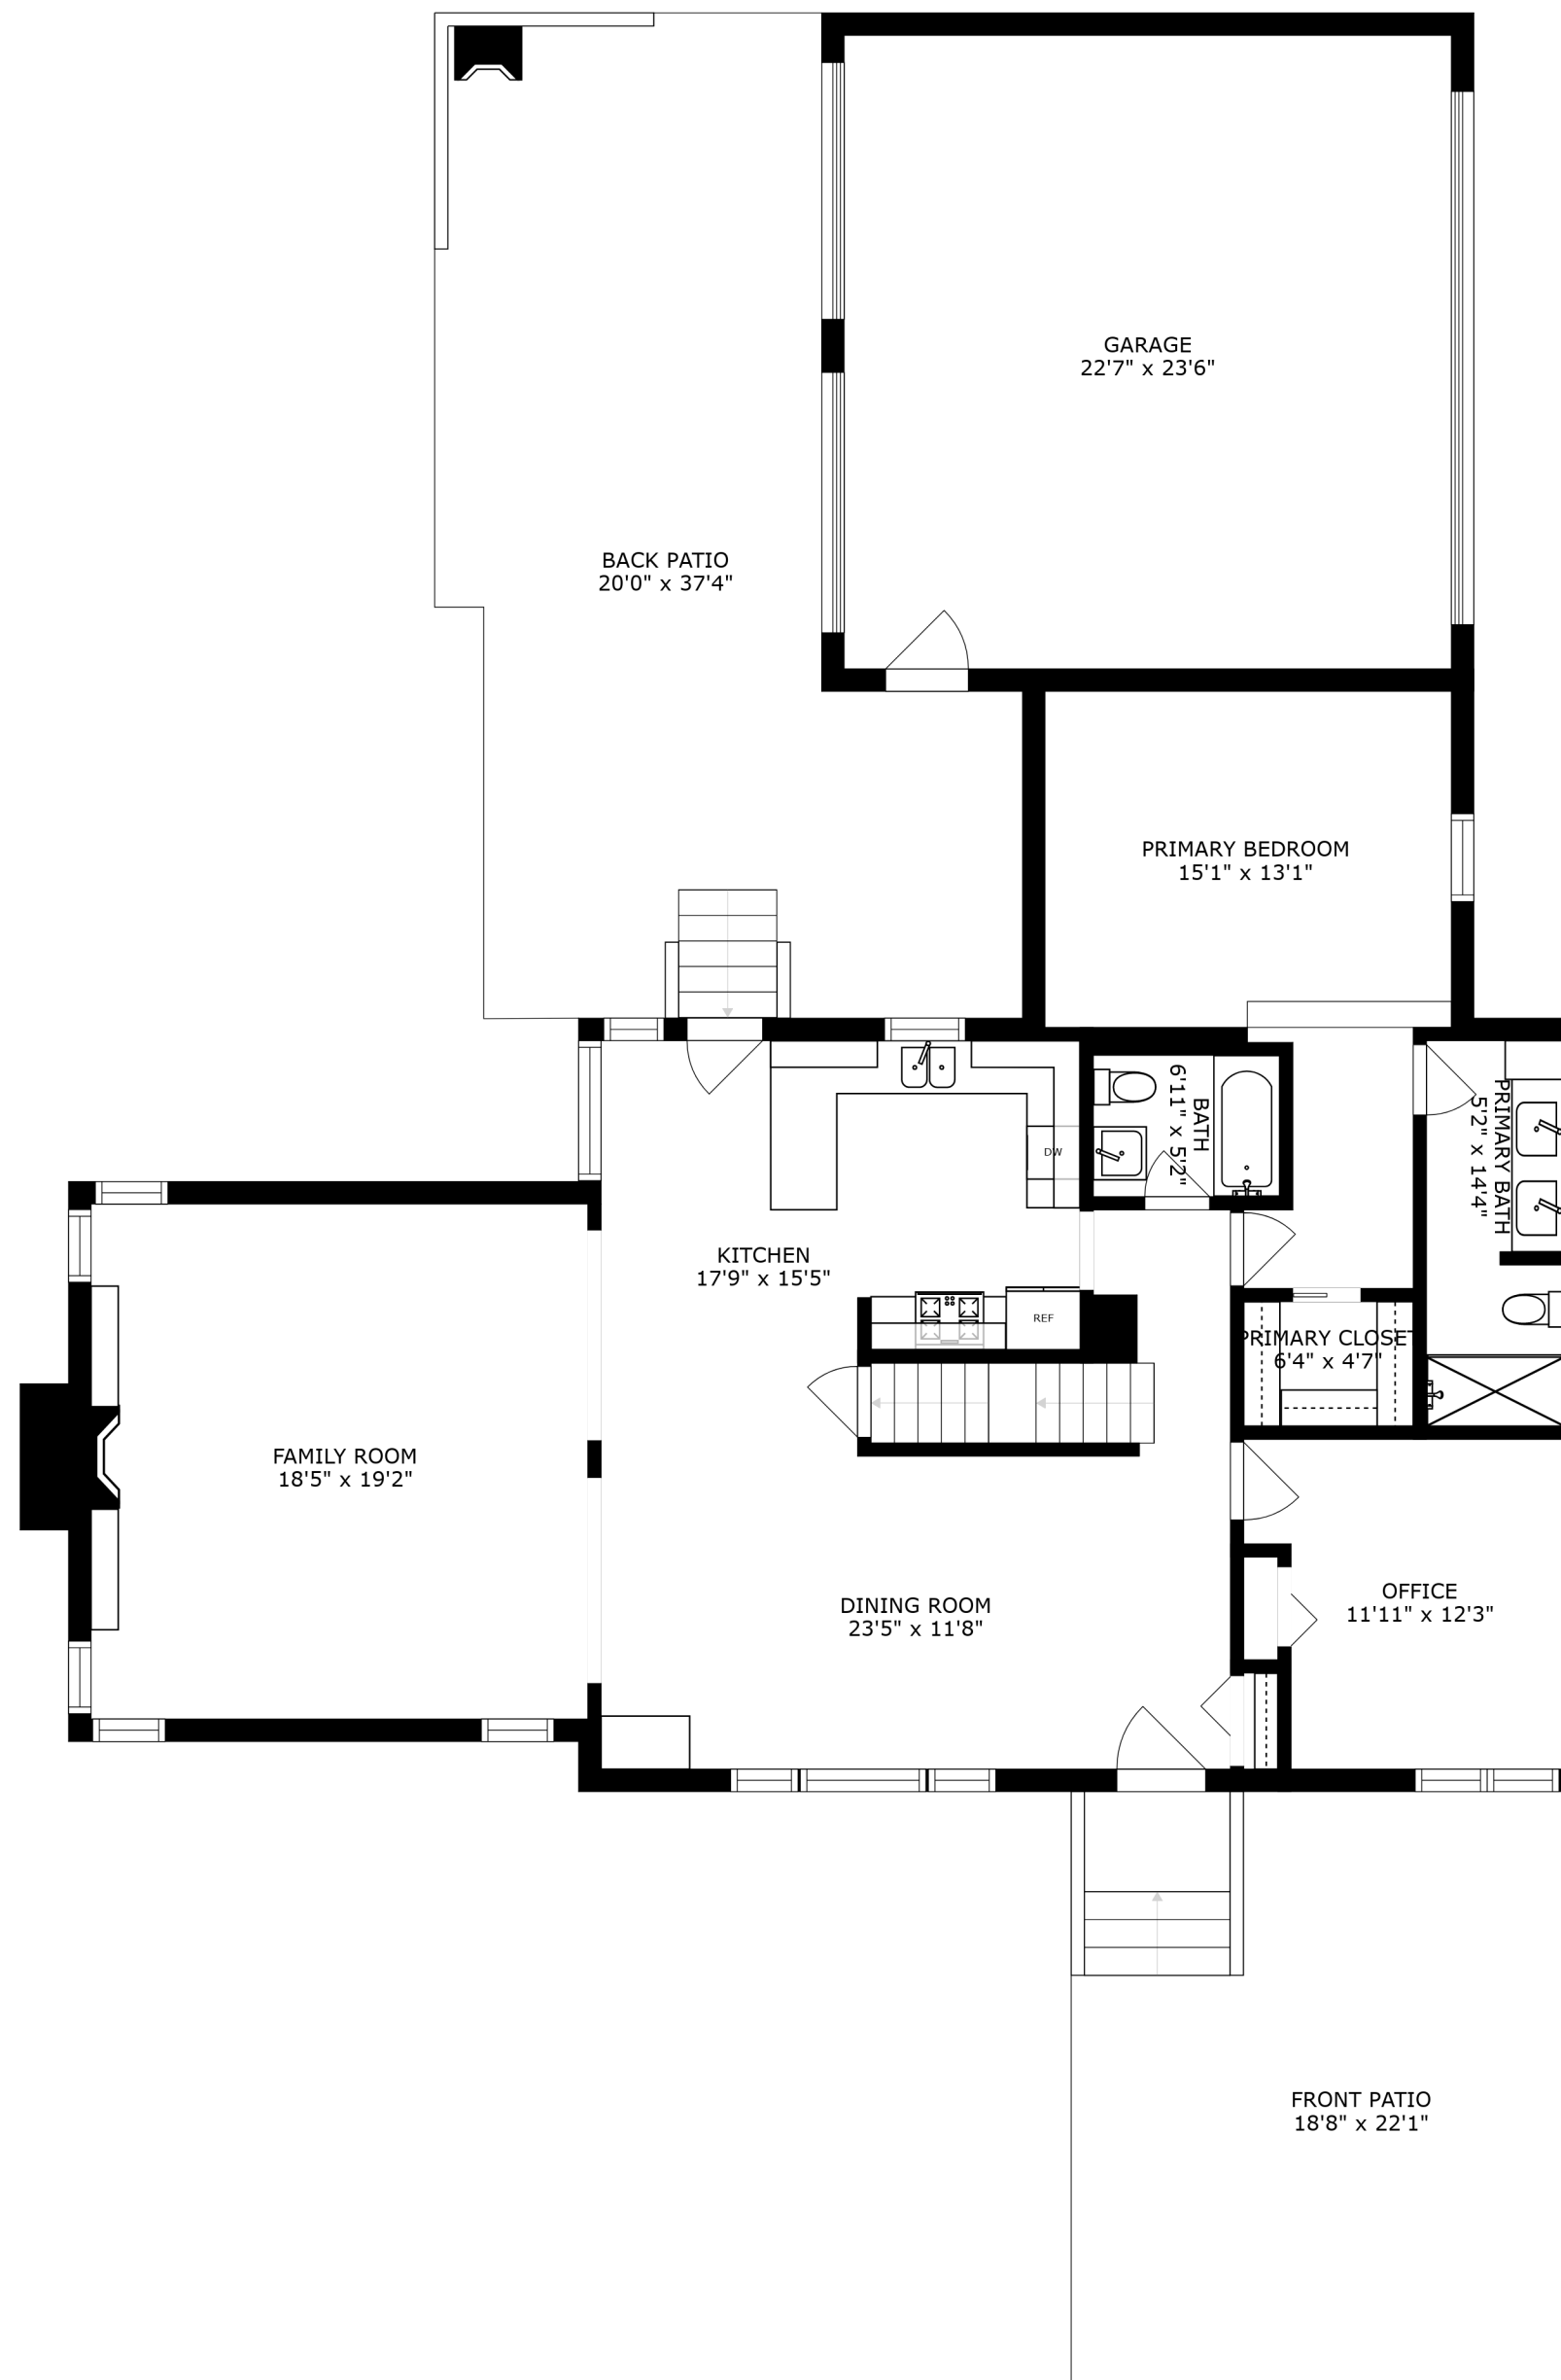 GARAGE
22'7" x 23'6"
BACK PATIO
20'0" x 37'4"
PRIMARY BEDROOM
15'1" x 13'1"
BATH
6'11" x 5'2"
PRIMARY BATH
5'2" x 14'4"
DW
KITCHEN
17'9" x 15'5"
REF
PRIMARY CLOSET
6'4" x 4'7"
FAMILY ROOM
18'5" x 19'2"
DINING ROOM
23'5" x 11'8"
OFFICE
11'11" x 12'3"
FRONT PATIO
18'8" x 22'1"